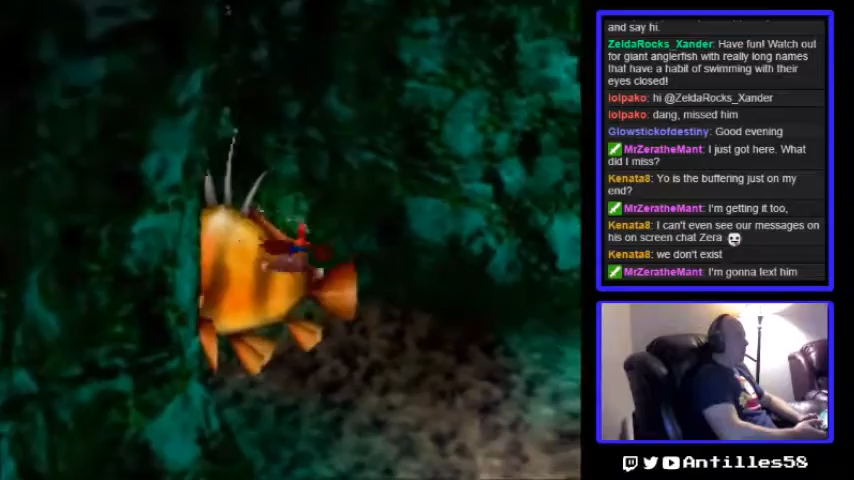 and say hi.
ZeldaRocks_Xander: Have fun! Watch out
for giant anglerfish with really long names
that have a habit of swimming with their
eyes closed!
lolpako: hi @ZeldaRocks_Xander
lolpako: dang, missed him
Glowstickofdestiny: Good evening
MrZeratheMant: I just got here. What
did I miss?
Kenata8: Yo is the buffering just on my
end?
MrZeratheMant: I'm getting it too,
Kenata8: I can't even see our messages on
his on screen chat Zera
Kenata8: we don't exist
MrZeratheMant: I'm gonna text him
Antilles58